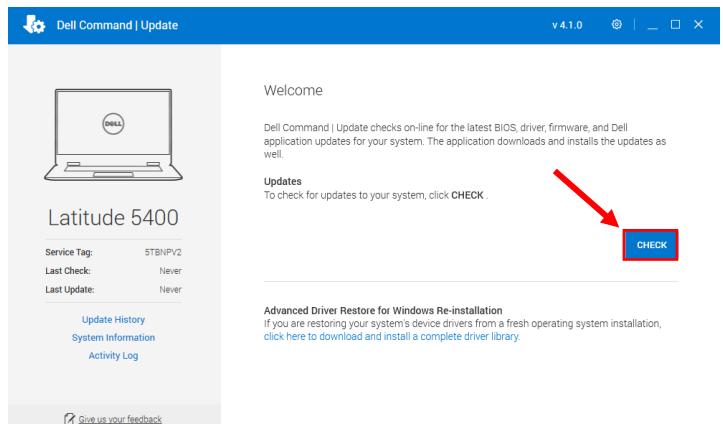 Dell Command | Update
v 4.1.0
DELL
Latitude 5400
Service Tag: 5TBNPV2
Last Check: Never
Last Update: Never
Update History
System Information
Activity Log
Give us your feedback
Welcome
Dell Command | Update checks on-line for the latest BIOS, driver, firmware, and Dell
application updates for your system. The application downloads and installs the updates as
well.
Updates
To check for updates to your system, click CHECK .
CHECK
Advanced Driver Restore for Windows Re-installation
If you are restoring your system's device drivers from a fresh operating system installation,
click here to download and install a complete driver library.